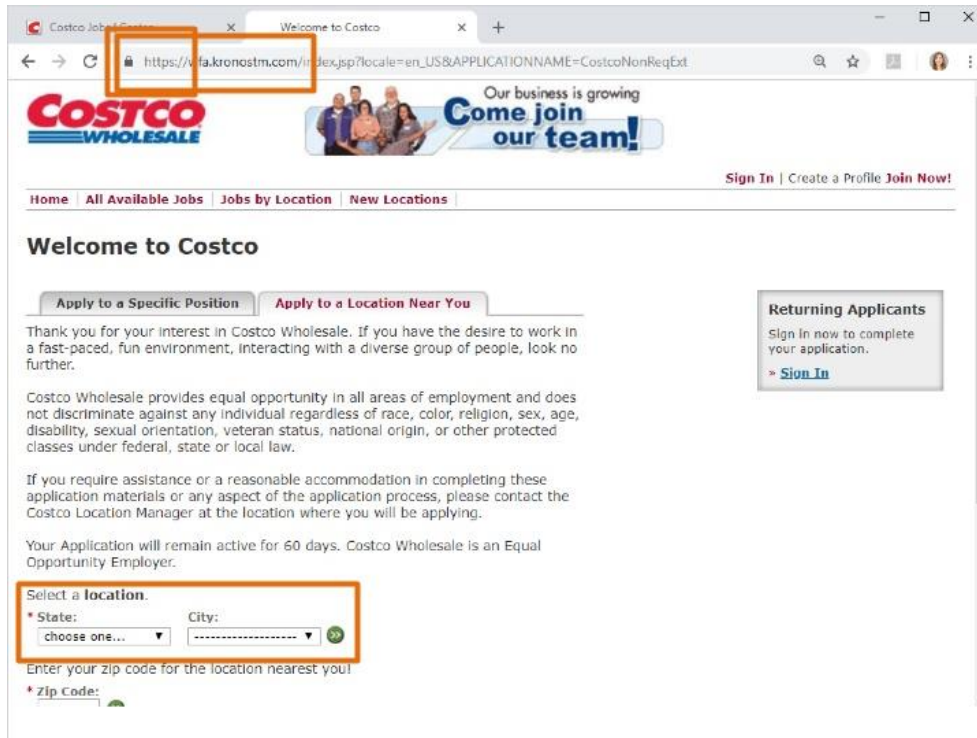 Costco Jobs
Welcome to Costco
https://wfa.kronostm.com/index.jsp?locale=en_US&APPLICATIONNAME=CostcoNonReqExt
COSTCO
WHOLESALE
Our business is growing
Come join
our team!
Sign In | Create a Profile Join Now!
Home | All Available Jobs | Jobs by Location | New Locations
Welcome to Costco
Apply to a Specific Position
Apply to a Location Near You
Thank you for your interest in Costco Wholesale. If you have the desire to work in
a fast-paced, fun environment, interacting with a diverse group of people, look no
further.
Costco Wholesale provides equal opportunity in all areas of employment and does
not discriminate against any individual regardless of race, color, religion, sex, age,
disability, sexual orientation, veteran status, national origin, or other protected
classes under federal, state or local law.
If you require assistance or a reasonable accommodation in completing these
application materials or any aspect of the application process, please contact the
Costco Location Manager at the location where you will be applying.
Your Application will remain active for 60 days. Costco Wholesale is an Equal
Opportunity Employer.
Returning Applicants
Sign in now to complete
your application.
» Sign In
Select a location.
* State: City:
choose one... -------------------
Enter your zip code for the location nearest you!
* Zip Code: